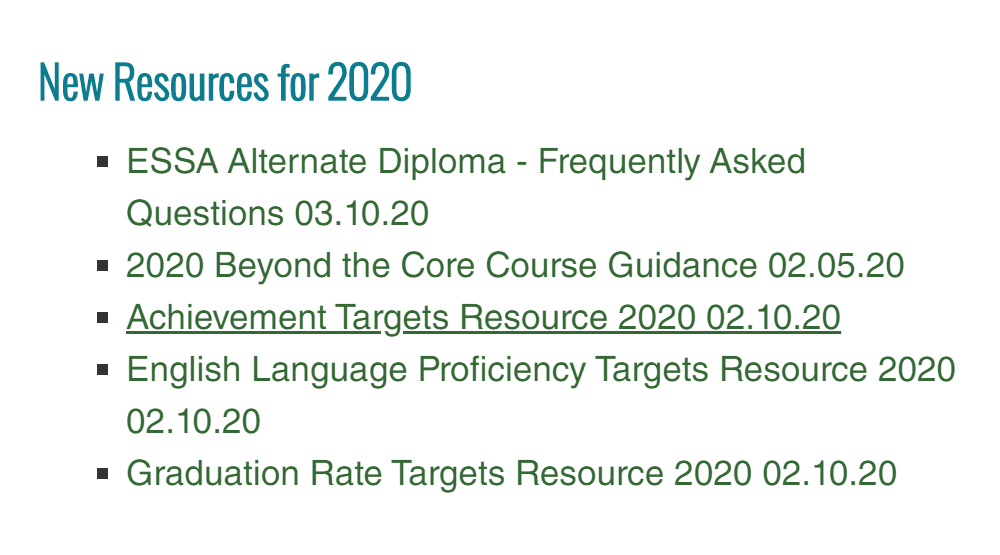 New Resources for 2020
ESSA Alternate Diploma - Frequently Asked
Questions 03.10.20
2020 Beyond the Core Course Guidance 02.05.20
Achievement Targets Resource 2020 02.10.20
English Language Proficiency Targets Resource 2020
02.10.20
Graduation Rate Targets Resource 2020 02.10.20